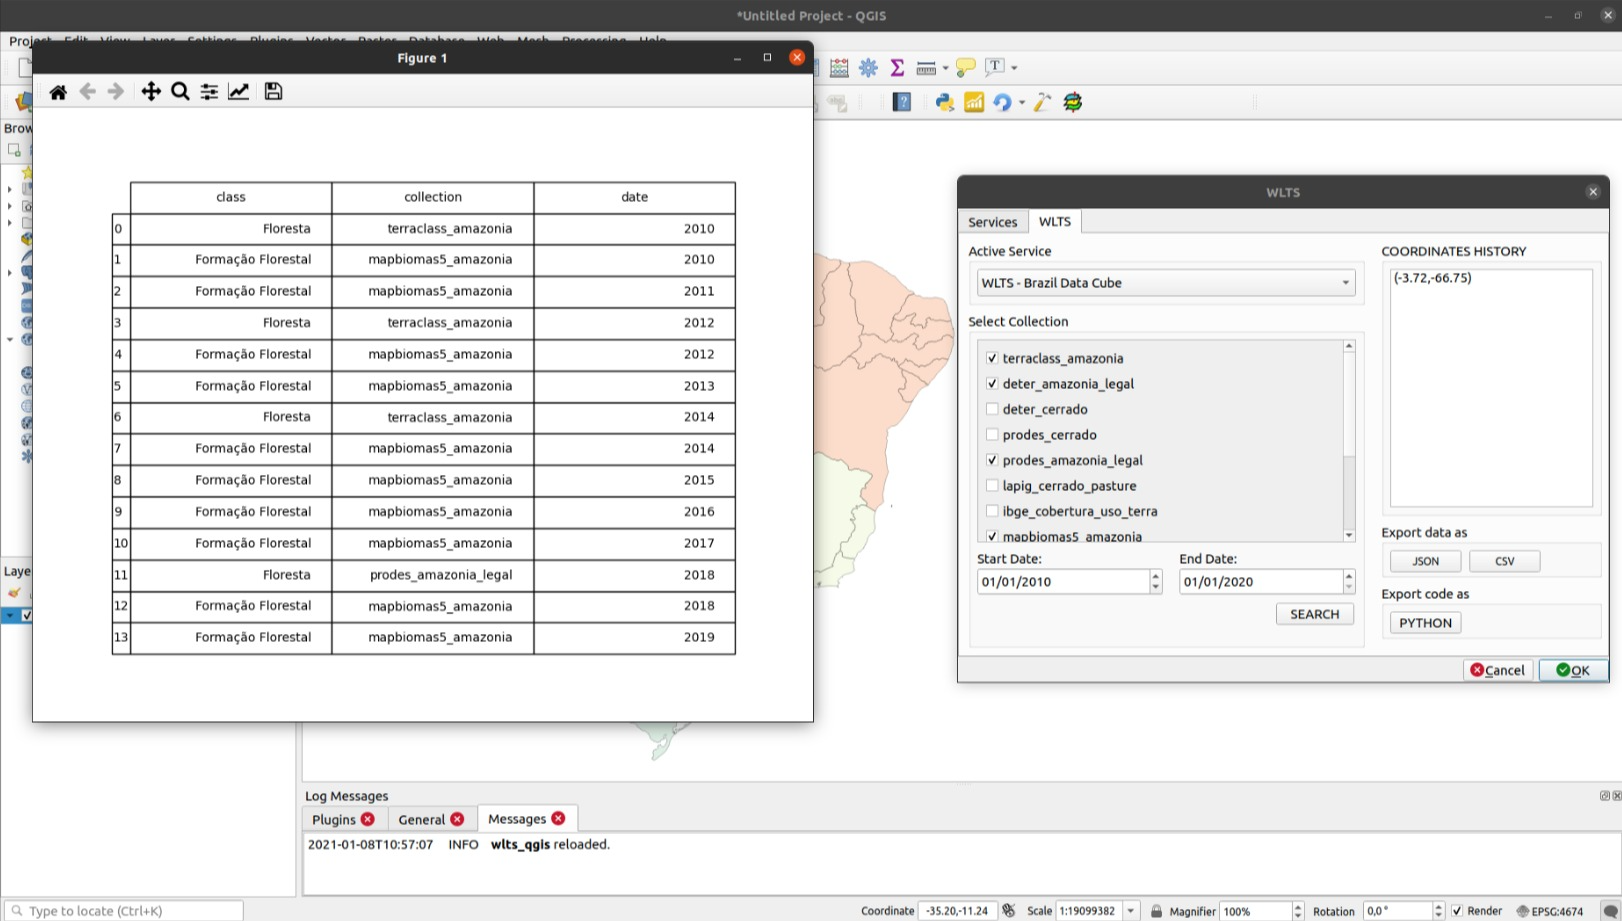 *Untitled Project - QGIS
Project Edit View Layer Settings Plugins Vector Raster Database Web Mesh Processing Help
Figure 1
class collection date
0 Floresta terraclass_amazonia 2010
1 Formação Florestal mapbiomas5_amazonia 2010
2 Formação Florestal mapbiomas5_amazonia 2011
3 Floresta terraclass_amazonia 2012
4 Formação Florestal mapbiomas5_amazonia 2012
5 Formação Florestal mapbiomas5_amazonia 2013
6 Floresta terraclass_amazonia 2014
7 Formação Florestal mapbiomas5_amazonia 2014
8 Formação Florestal mapbiomas5_amazonia 2015
9 Formação Florestal mapbiomas5_amazonia 2016
10 Formação Florestal mapbiomas5_amazonia 2017
11 Floresta prodes_amazonia_legal 2018
12 Formação Florestal mapbiomas5_amazonia 2018
13 Formação Florestal mapbiomas5_amazonia 2019
Brow
Laye
WLTS
Services WLTS
Active Service
WLTS - Brazil Data Cube
Select Collection
terraclass_amazonia
deter_amazonia_legal
deter_cerrado
prodes_cerrado
prodes_amazonia_legal
lapig_cerrado_pasture
ibge_cobertura_uso_terra
mapbiomas5_amazonia
Start Date: End Date:
01/01/2010 01/01/2020
SEARCH
COORDINATES HISTORY
(-3.72,-66.75)
Export data as
JSON CSV
Export code as
PYTHON
Cancel OK
Log Messages
Plugins General Messages
2021-01-08T10:57:07 INFO wlts_qgis reloaded.
Type to locate (Ctrl+K) Coordinate -35.20,-11.24 Scale 1:19099382 Magnifier 100% Rotation 0,0° Render EPSG:4674